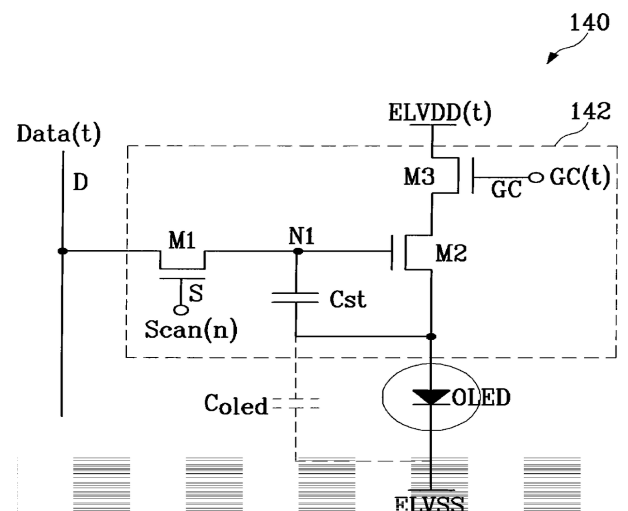 140
ELVDD(t)
142
Data(t)
D
M3
GC
GC(t)
M1
N1
M2
S
Cst
Scan(n)
Coled
OLED
ELVSS